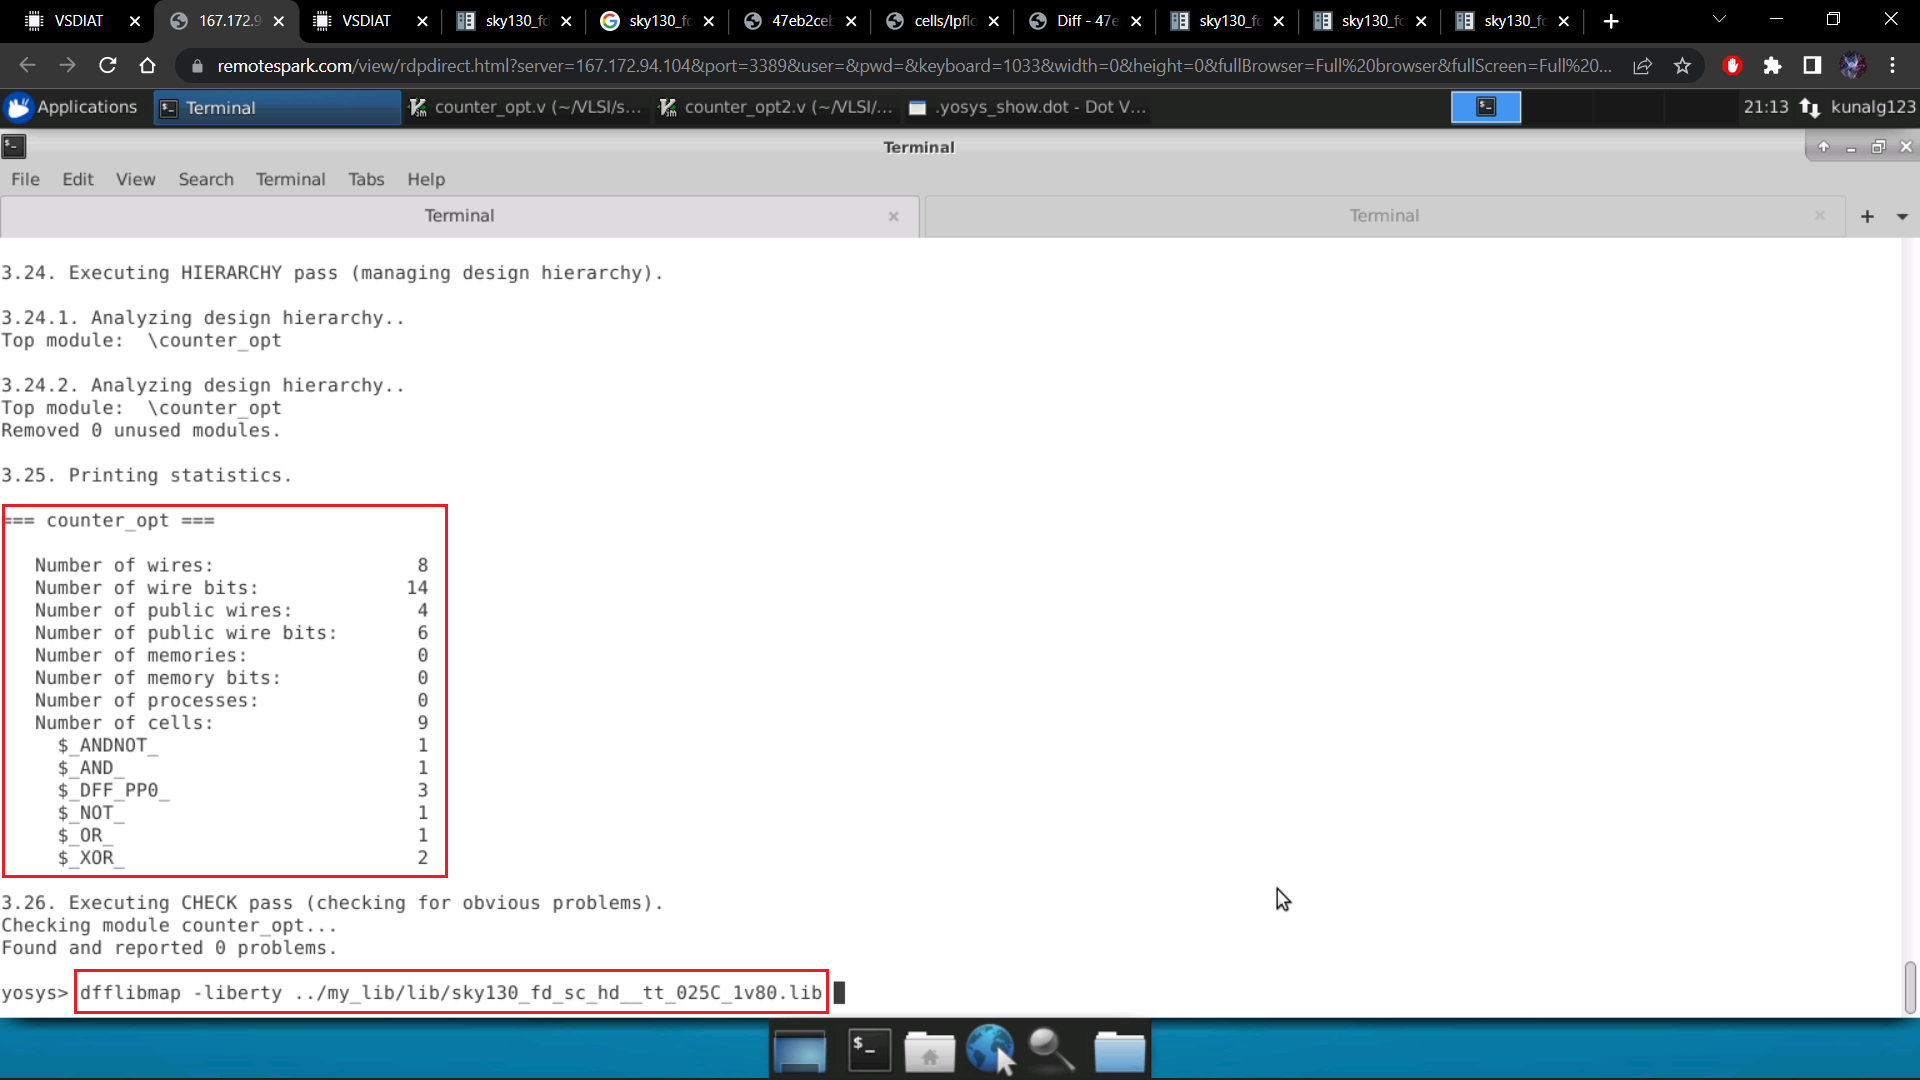 VSDIAT
167.172.9
VSDIAT
sky130_fd
sky130_fd
47eb2ceb
cells/lpflo
Diff - 47e
sky130_fd
sky130_fd
sky130_fd
remotespark.com/view/rdpdirect.html?server=167.172.94.104&port=3389&user=&pwd=&keyboard=1033&width=0&height=0&fullBrowser=Full%20browser&fullScreen=Full%20...
Applications
Terminal
counter_opt.v (~/VLSI/s...
counter_opt2.v (~/VLSI/...
.yosys_show.dot - Dot V...
21:13
kunalg123
Terminal
File Edit View Search Terminal Tabs Help
Terminal
Terminal
3.24. Executing HIERARCHY pass (managing design hierarchy).
3.24.1. Analyzing design hierarchy..
Top module:  \counter_opt
3.24.2. Analyzing design hierarchy..
Top module:  \counter_opt
Removed 0 unused modules.
3.25. Printing statistics.
=== counter_opt ===
Number of wires: 8
Number of wire bits: 14
Number of public wires: 4
Number of public wire bits: 6
Number of memories: 0
Number of memory bits: 0
Number of processes: 0
Number of cells: 9
$_ANDNOT_ 1
$_AND_ 1
$_DFF_PP0_ 3
$_NOT_ 1
$_OR_ 1
$_XOR_ 2
3.26. Executing CHECK pass (checking for obvious problems).
Checking module counter_opt...
Found and reported 0 problems.
yosys> dfflibmap -liberty ../my_lib/lib/sky130_fd_sc_hd__tt_025C_1v80.lib